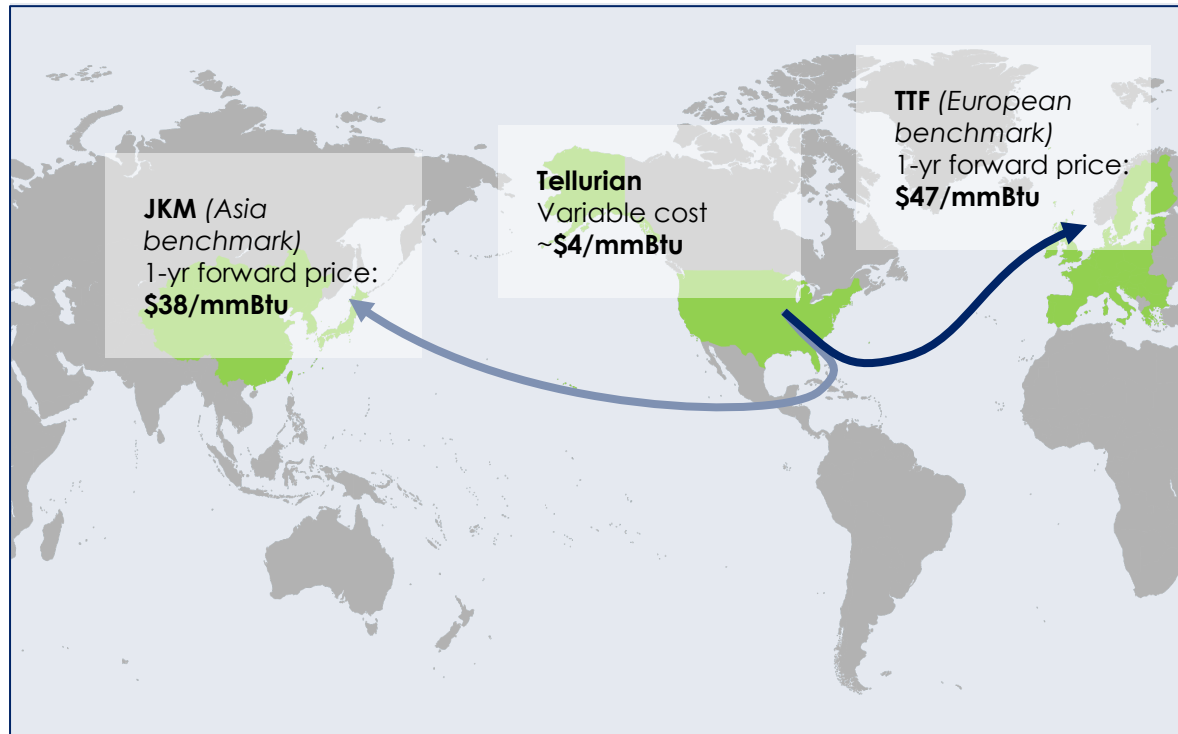 JKM (Asia
benchmark)
1-yr forward price:
$38/mmBtu
Tellurian
Variable cost
~$4/mmBtu
TTF (European
benchmark)
1-yr forward price:
$47/mmBtu